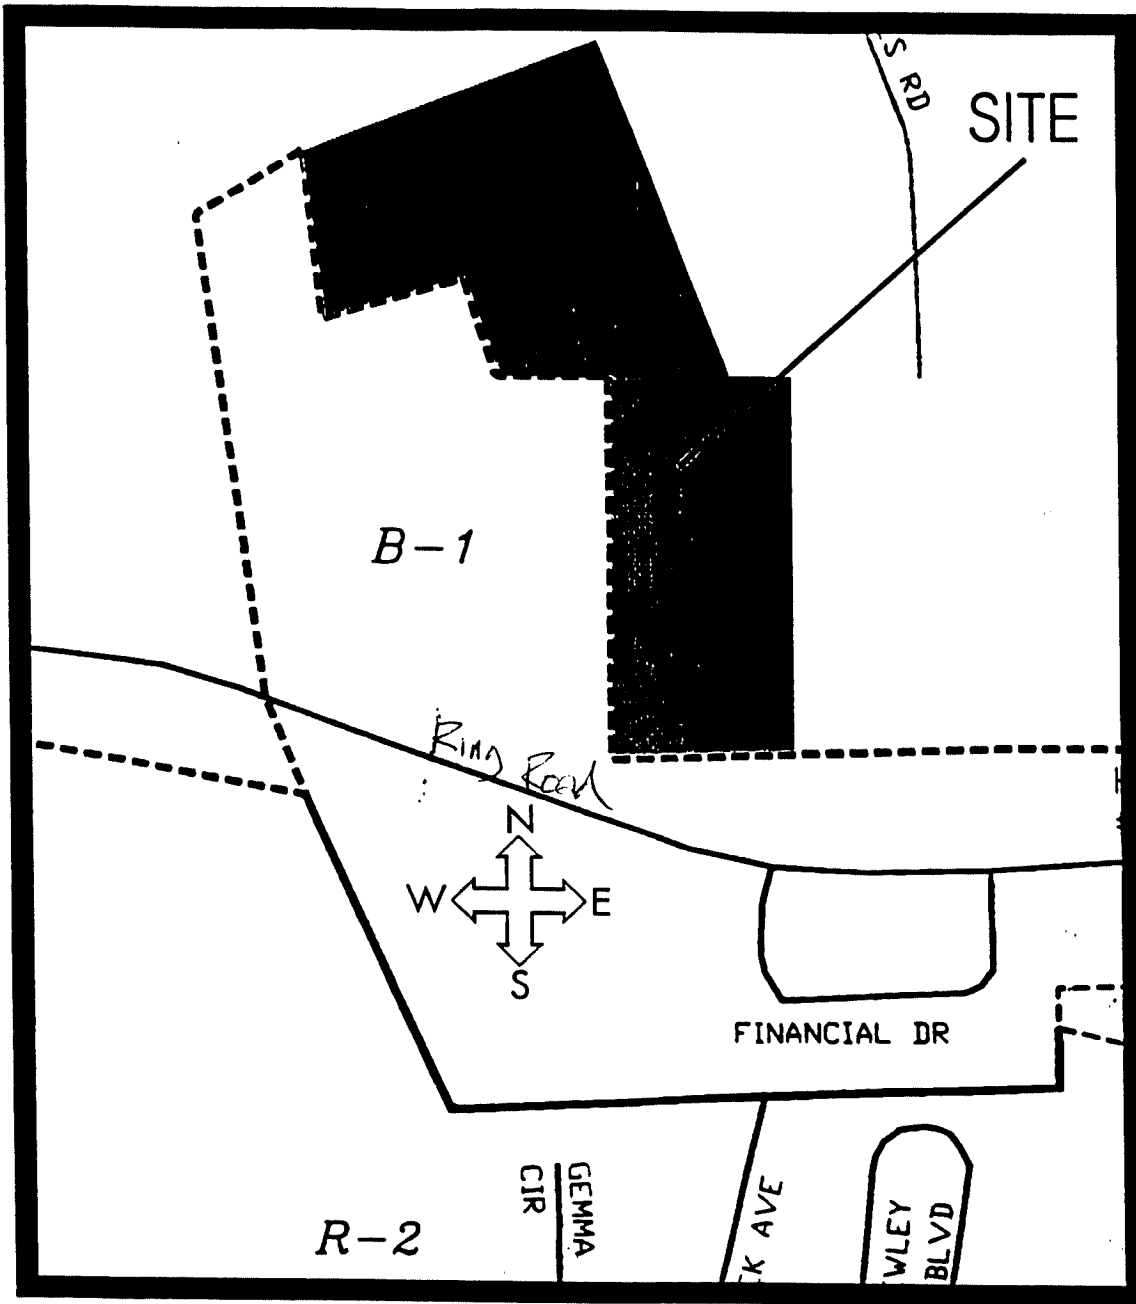 S RD
SITE
B-1
Ring Road
N
W E
S
FINANCIAL DR
GEMMA
CIR
K AVE
WLEY
BLVD
R-2